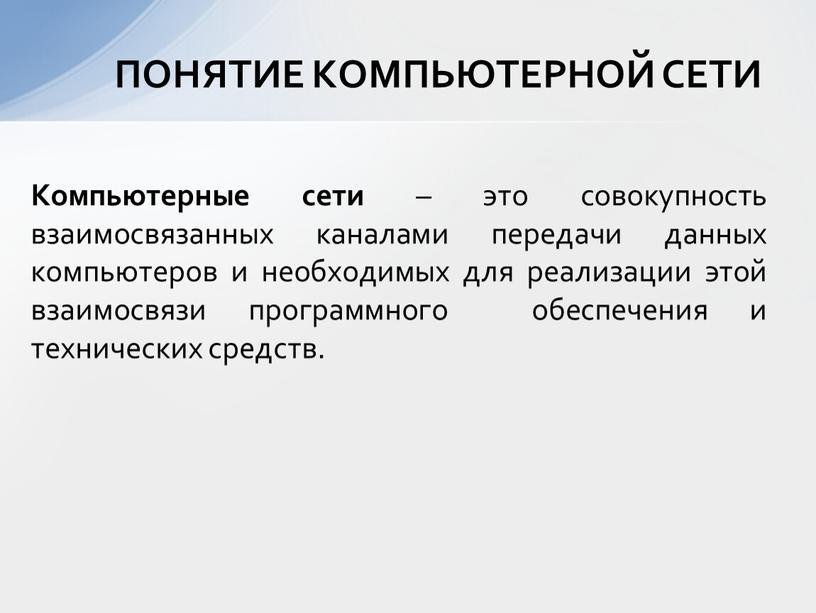 ПОНЯТИЕ КОМПЬЮТЕРНОЙ СЕТИ
Компьютерные сети – это совокупность
взаимосвязанных каналами передачи данных
компьютеров и необходимых для реализации этой
взаимосвязи программного обеспечения и
технических средств.